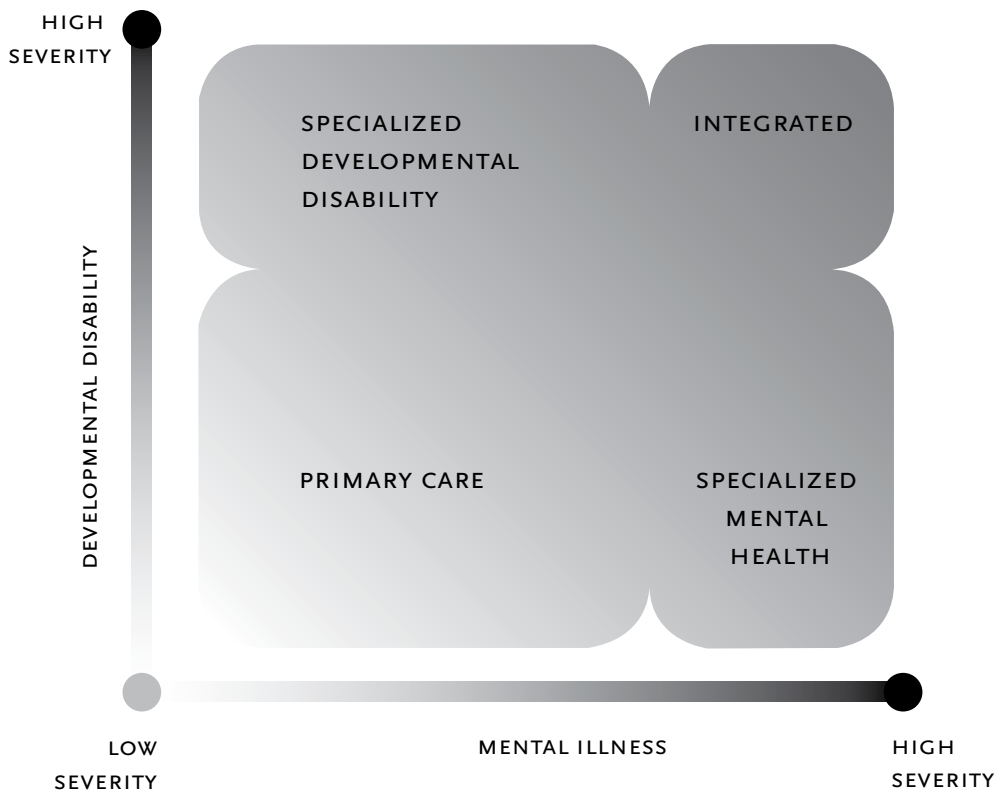 HIGH
SEVERITY
SPECIALIZED
DEVELOPMENTAL
DISABILITY
INTEGRATED
DEVELOPMENTAL DISABILITY
PRIMARY CARE
SPECIALIZED
MENTAL
HEALTH
LOW
SEVERITY
MENTAL ILLNESS
HIGH
SEVERITY